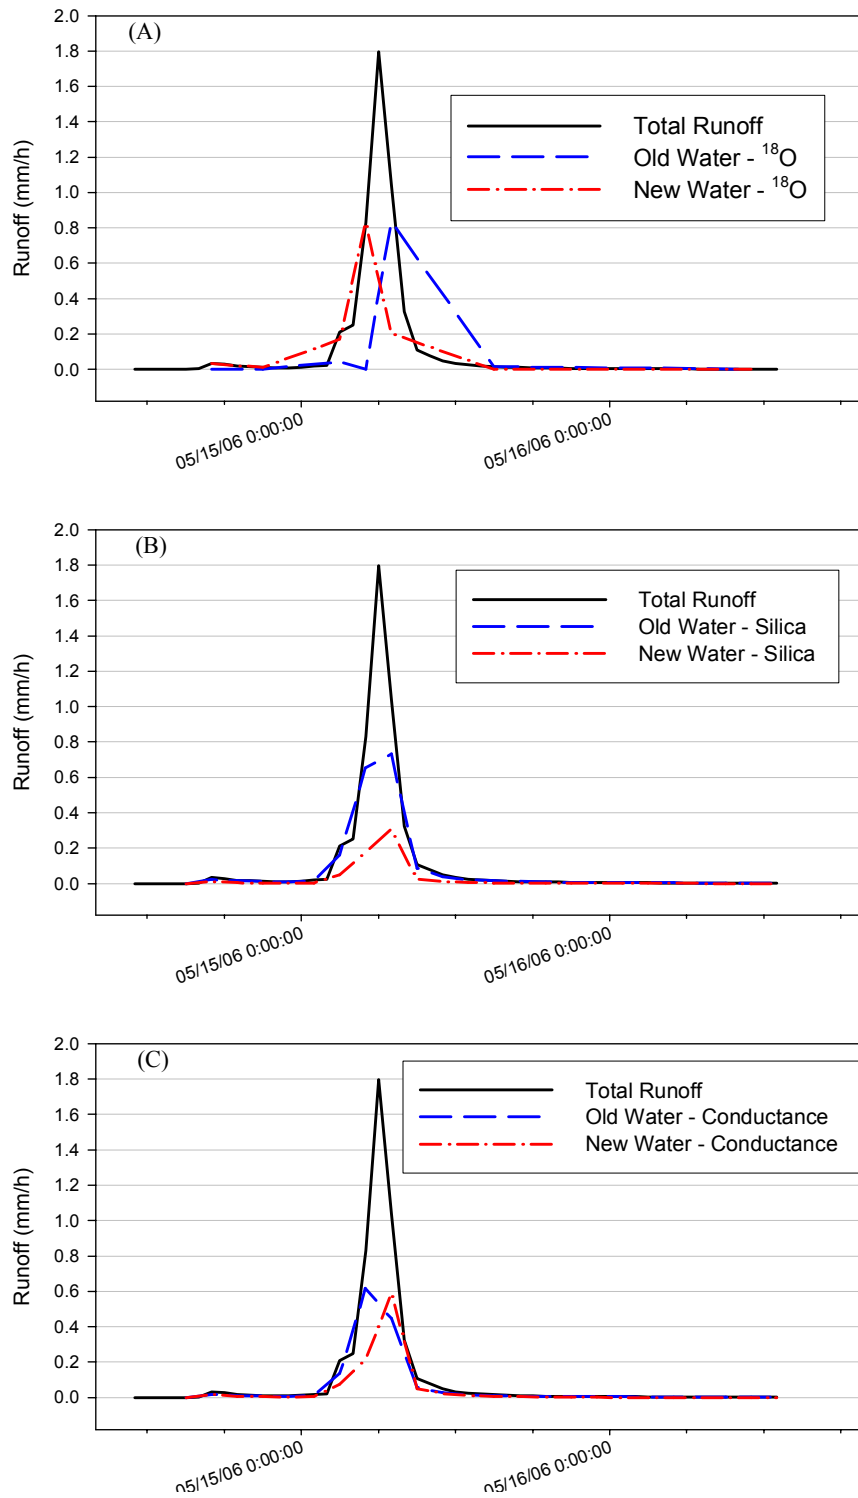 (A)
2.0
1.8
1.6
1.4
1.2
1.0
0.8
0.6
0.4
0.2
0.0
Runoff (mm/h)
Total Runoff
Old Water - ¹⁸O
New Water - ¹⁸O
05/15/06 0:00:00
05/16/06 0:00:00
(B)
2.0
1.8
1.6
1.4
1.2
1.0
0.8
0.6
0.4
0.2
0.0
Runoff (mm/h)
Total Runoff
Old Water - Silica
New Water - Silica
05/15/06 0:00:00
05/16/06 0:00:00
(C)
2.0
1.8
1.6
1.4
1.2
1.0
0.8
0.6
0.4
0.2
0.0
Runoff (mm/h)
Total Runoff
Old Water - Conductance
New Water - Conductance
05/15/06 0:00:00
05/16/06 0:00:00